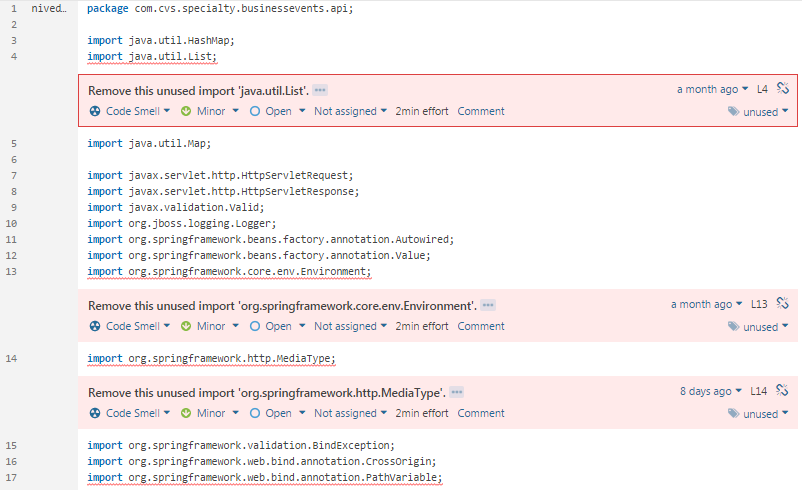 1 nived… package com.cvs.specialty.businessevents.api;
2
3 import java.util.HashMap;
4 import java.util.List;
Remove this unused import 'java.util.List'. ••• a month ago L4
Code Smell Minor Open Not assigned 2min effort Comment unused
5 import java.util.Map;
6
7 import javax.servlet.http.HttpServletRequest;
8 import javax.servlet.http.HttpServletResponse;
9 import javax.validation.Valid;
10 import org.jboss.logging.Logger;
11 import org.springframework.beans.factory.annotation.Autowired;
12 import org.springframework.beans.factory.annotation.Value;
13 import org.springframework.core.env.Environment;
Remove this unused import 'org.springframework.core.env.Environment'. ••• a month ago L13
Code Smell Minor Open Not assigned 2min effort Comment unused
14 import org.springframework.http.MediaType;
Remove this unused import 'org.springframework.http.MediaType'. ••• 8 days ago L14
Code Smell Minor Open Not assigned 2min effort Comment unused
15 import org.springframework.validation.BindException;
16 import org.springframework.web.bind.annotation.CrossOrigin;
17 import org.springframework.web.bind.annotation.PathVariable;